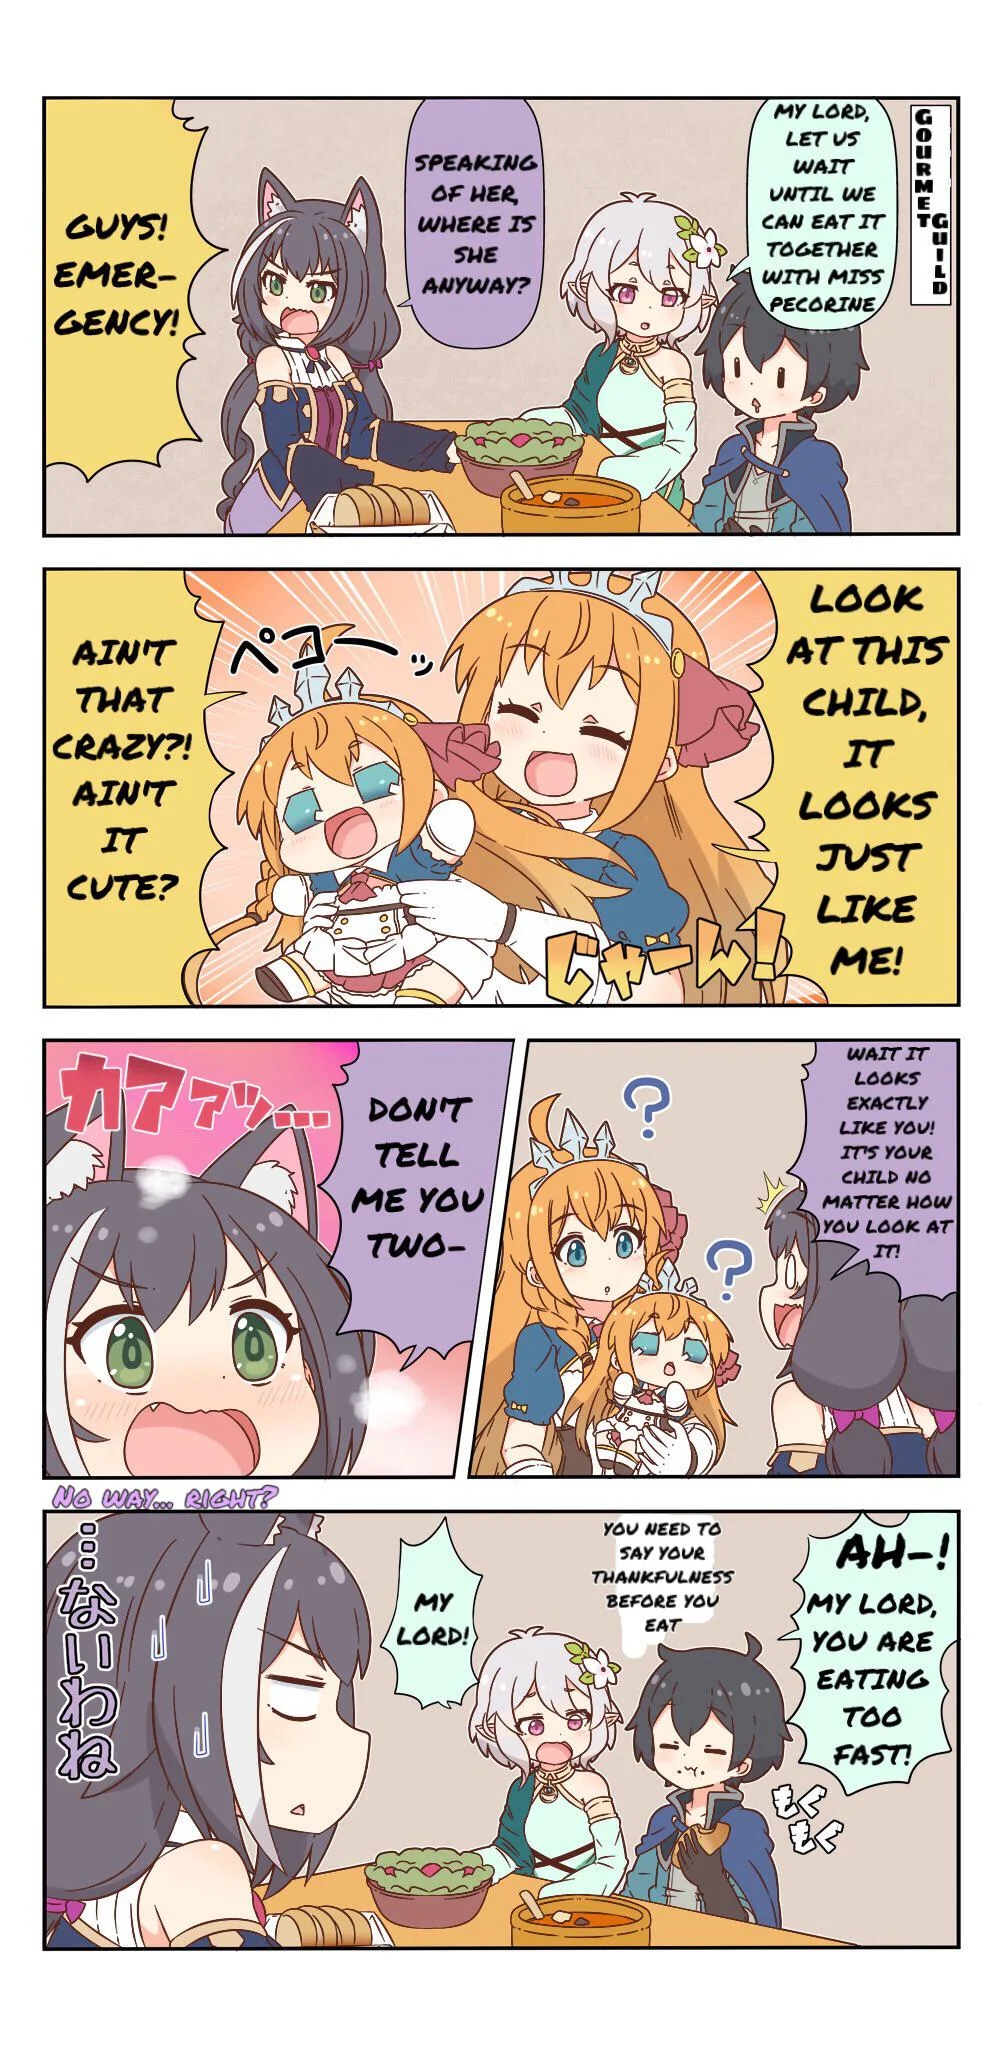 GOURMET
GUILD
MY LORD,
LET US
WAIT
UNTIL WE
CAN EAT IT
TOGETHER
WITH MISS
PECORINE
SPEAKING
OF HER,
WHERE IS
SHE
ANYWAY?
GUYS!
EMER-
GENCY!
LOOK
AT THIS
CHILD,
IT
LOOKS
JUST
LIKE
ME!
じゃーん!
ペコーッ
AIN'T
THAT
CRAZY?!
AIN'T
IT
CUTE?
WAIT IT
LOOKS
EXACTLY
LIKE YOU!
IT'S YOUR
CHILD NO
MATTER HOW
YOU LOOK AT
IT!
?
?
DON'T
TELL
ME YOU
TWO-
カアァッ…
AH-!
MY LORD,
YOU ARE
EATING
TOO
FAST!
もぐ
もぐ
YOU NEED TO
SAY YOUR
THANKFULNESS
BEFORE YOU
EAT
MY
LORD!
NO WAY... RIGHT?
…ないわね